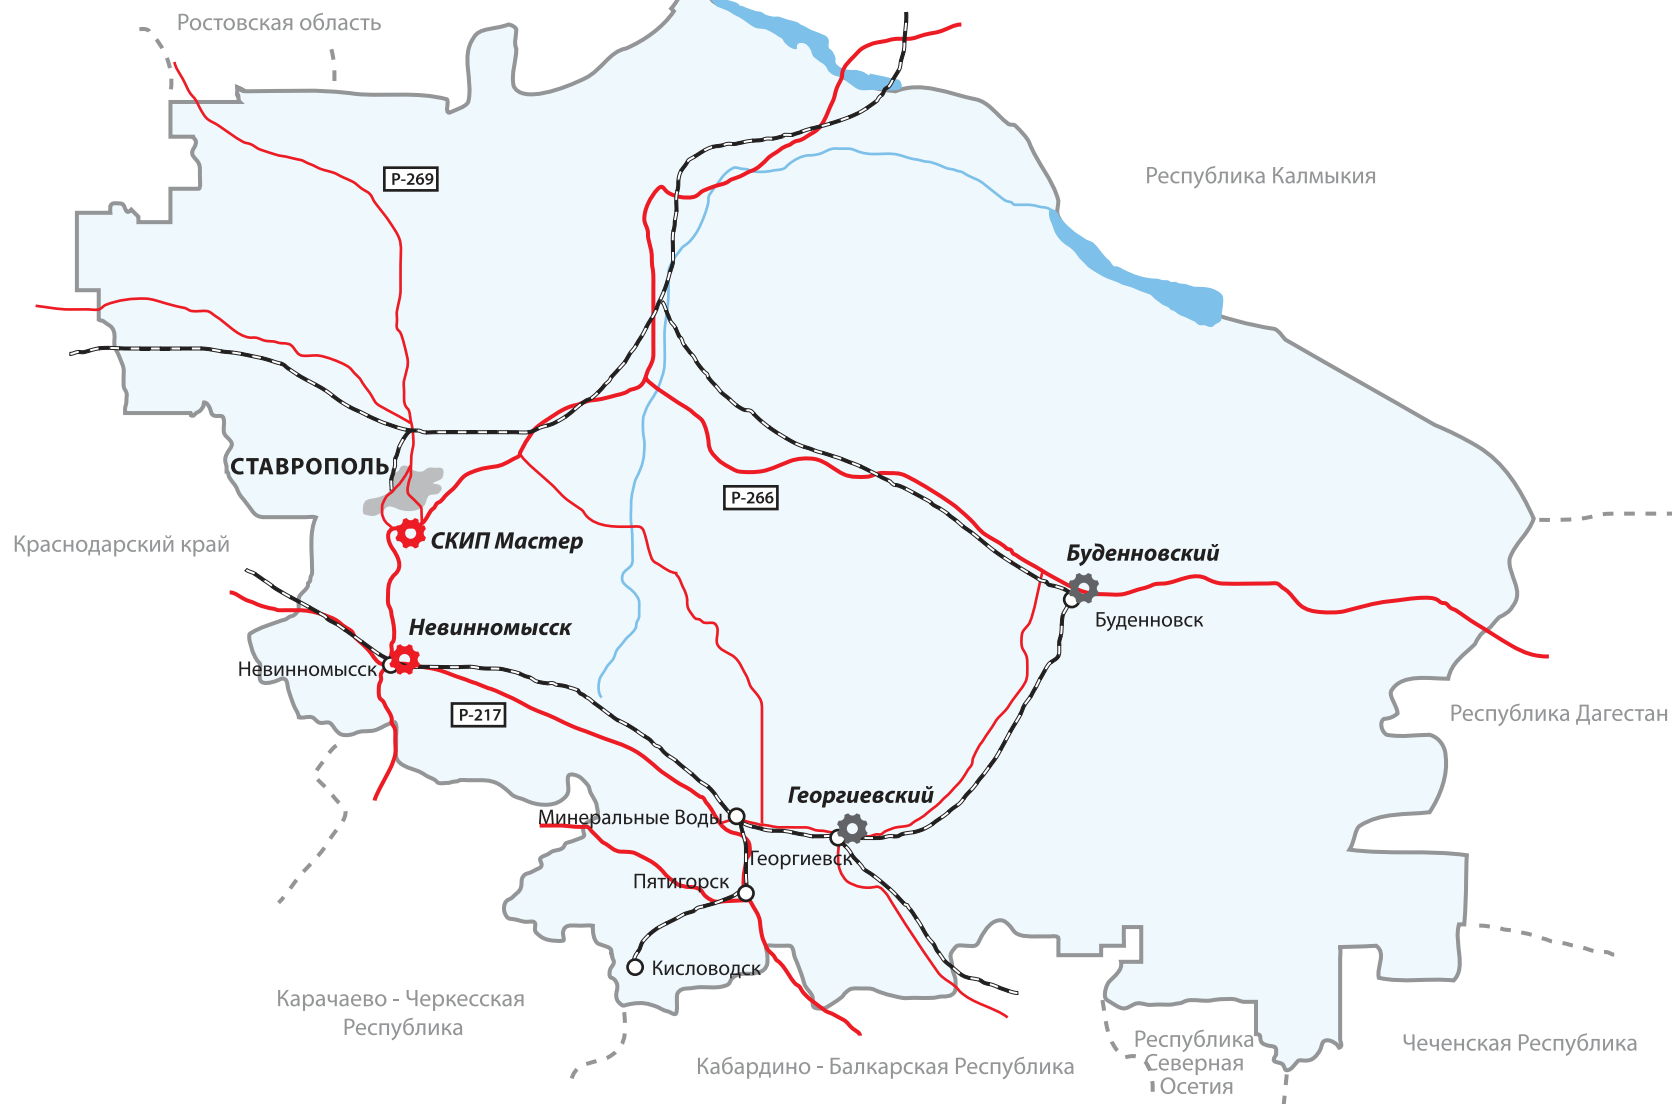 Ростовская область
Р-269
Республика Калмыкия
СТАВРОПОЛЬ
Р-266
СКИП Мастер
Краснодарский край
Буденновский
Буденновск
Невинномысск
Невинномысск
Р-217
Республика Дагестан
Георгиевский
Минеральные Воды
Георгиевск
Пятигорск
Кисловодск
Карачаево - Черкесская
Республика
Кабардино - Балкарская Республика
Республика
Северная
Осетия
Чеченская Республика